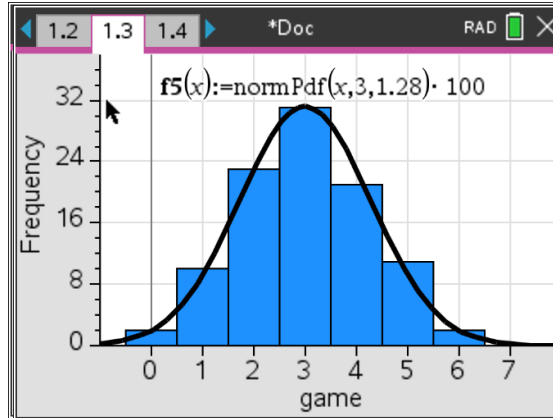 1.2 1.3 1.4 *Doc RAD
f5(x):=normPdf(x,3,1.28)· 100
32
24
16
8
0
Frequency
0 1 2 3 4 5 6 7
game